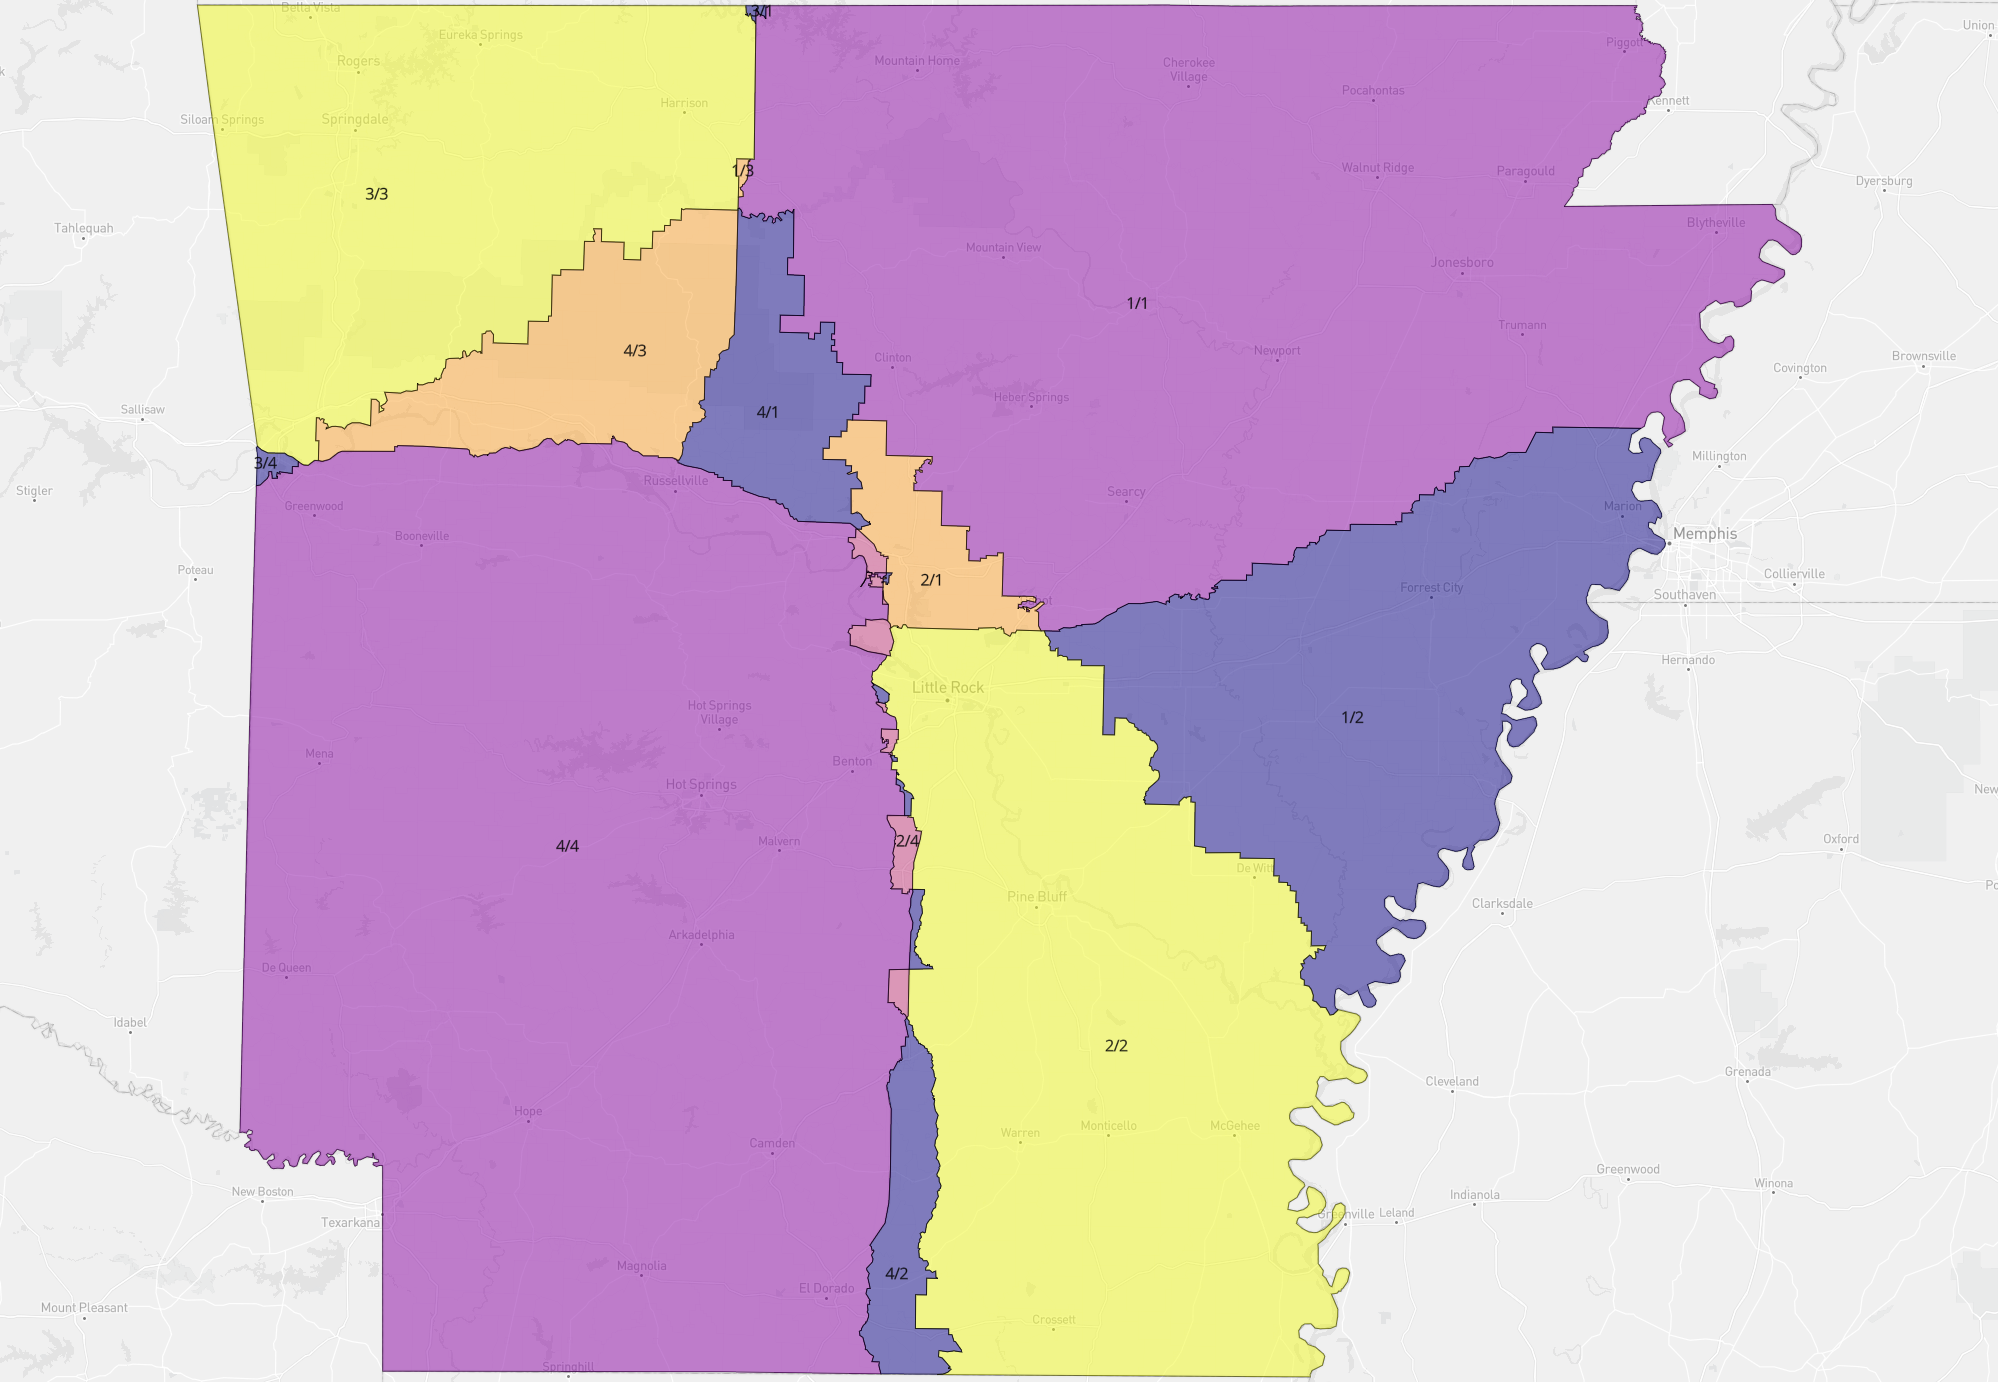 Bella Vista
3/1
Union
Eureka Springs
Piggott
Rogers
Mountain Home
Cherokee
Village
Pocahontas
Kennett
Harrison
Siloam Springs
Springdale
1/3
Walnut Ridge
Paragould
Dyersburg
3/3
Tahlequah
Blytheville
Mountain View
Jonesboro
1/1
Trumann
4/3
Newport
Clinton
Brownsville
Covington
Sallisaw
4/1
Heber Springs
Millington
3/4
Stigler
Russellville
Searcy
Greenwood
Marion
Booneville
Memphis
Poteau
2/1
Forrest City
Collierville
Southaven
Hernando
Little Rock
Hot Springs
Village
1/2
Mena
Benton
Hot Springs
New
Malvern
2/4
Oxford
4/4
De Witt
Pine Bluff
Clarksdale
Arkadelphia
De Queen
Idabel
2/2
Grenada
Cleveland
Hope
Warren
Monticello
McGehee
Camden
Greenwood
Winona
New Boston
Indianola
Texarkana
Greenville
Leland
Magnolia
4/2
El Dorado
Mount Pleasant
Crossett
Springhill